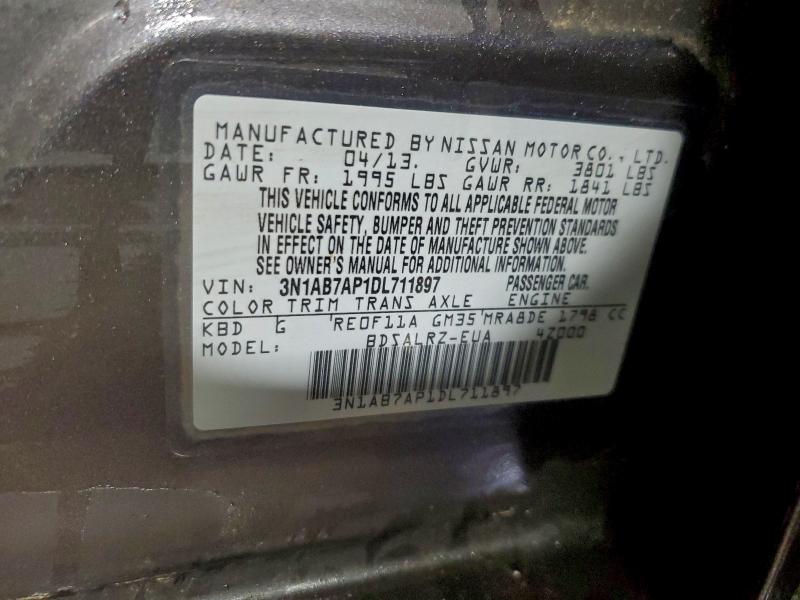 MANUFACTURED BY NISSAN MOTOR CO., LTD.
DATE: 04/13. GVWR: 3801 LBS
GAWR FR: 1995 LBS GAWR RR: 1841 LBS
THIS VEHICLE CONFORMS TO ALL APPLICABLE FEDERAL MOTOR
VEHICLE SAFETY, BUMPER AND THEFT PREVENTION STANDARDS
IN EFFECT ON THE DATE OF MANUFACTURE SHOWN ABOVE.
SEE OWNER'S MANUAL FOR ADDITIONAL INFORMATION.
VIN: 3N1AB7AP1DL711897 PASSENGER CAR.
COLOR TRIM TRANS AXLE ENGINE
KBD G RE0F11A GM35 MRA8DE 1798 CC
MODEL: BDSALRZ-EUA 4Z000
3N1AB7AP1DL711897